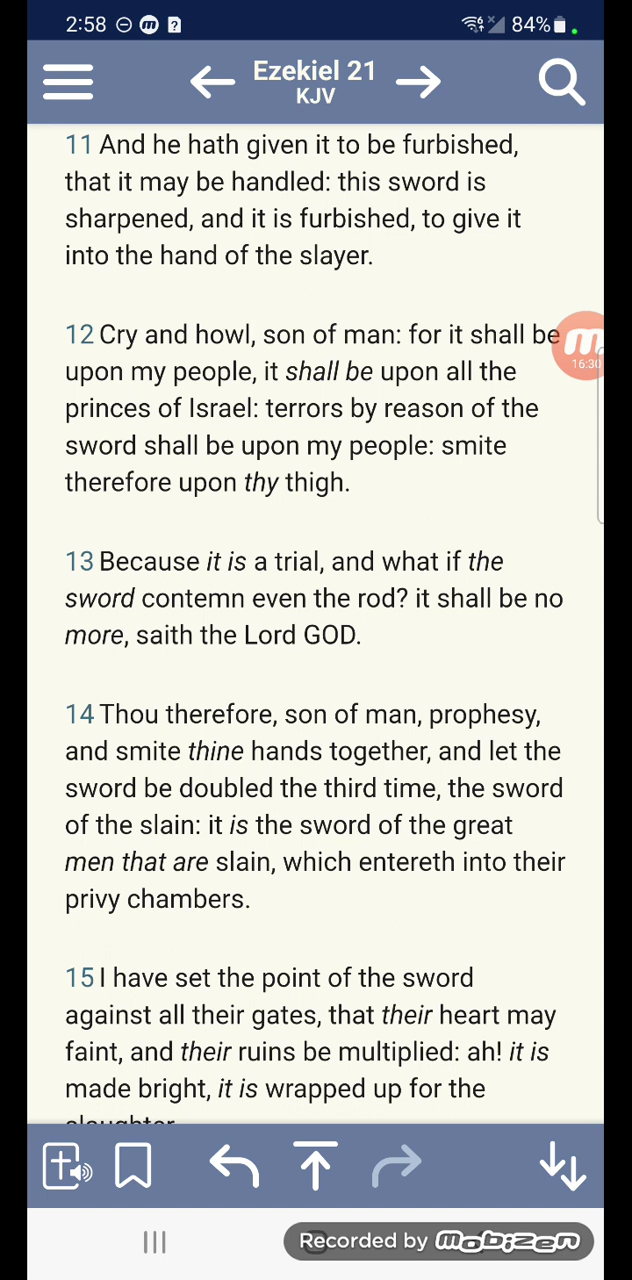 2:58 m ? 6 84%
Ezekiel 21
KJV
11 And he hath given it to be furbished,
that it may be handled: this sword is
sharpened, and it is furbished, to give it
into the hand of the slayer.
12 Cry and howl, son of man: for it shall be
upon my people, it shall be upon all the
princes of Israel: terrors by reason of the
sword shall be upon my people: smite
therefore upon thy thigh.
m
16:30
13 Because it is a trial, and what if the
sword contemn even the rod? it shall be no
more, saith the Lord GOD.
14 Thou therefore, son of man, prophesy,
and smite thine hands together, and let the
sword be doubled the third time, the sword
of the slain: it is the sword of the great
men that are slain, which entereth into their
privy chambers.
15 I have set the point of the sword
against all their gates, that their heart may
faint, and their ruins be multiplied: ah! it is
made bright, it is wrapped up for the
slaughter.
Recorded by mobizen